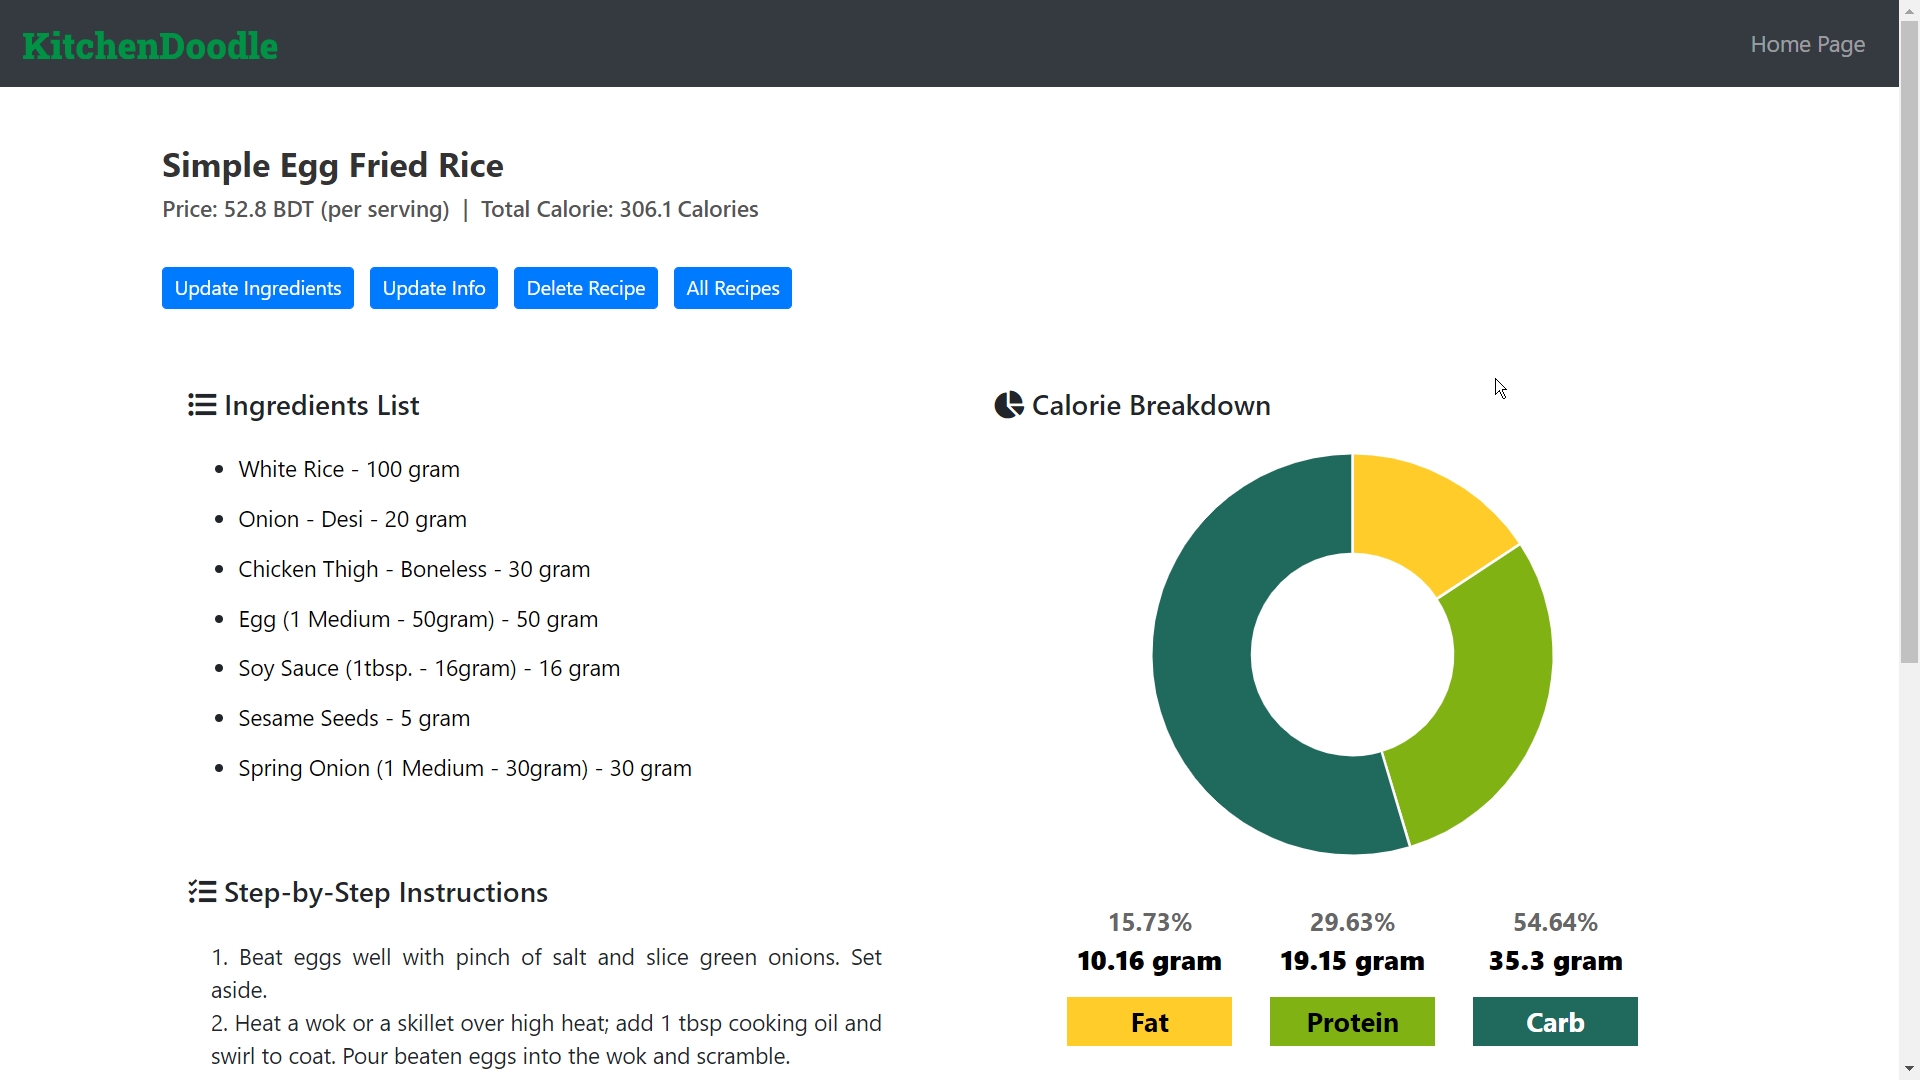 KitchenDoodle
Home Page
Simple Egg Fried Rice
Price: 52.8 BDT (per serving) | Total Calorie: 306.1 Calories
Update Ingredients
Update Info
Delete Recipe
All Recipes
Ingredients List
White Rice - 100 gram
Onion - Desi - 20 gram
Chicken Thigh - Boneless - 30 gram
Egg (1 Medium - 50gram) - 50 gram
Soy Sauce (1tbsp. - 16gram) - 16 gram
Sesame Seeds - 5 gram
Spring Onion (1 Medium - 30gram) - 30 gram
Step-by-Step Instructions
1. Beat eggs well with pinch of salt and slice green onions. Set
aside.
2. Heat a wok or a skillet over high heat; add 1 tbsp cooking oil and
swirl to coat. Pour beaten eggs into the wok and scramble.
Calorie Breakdown
15.73%
10.16 gram
Fat
29.63%
19.15 gram
Protein
54.64%
35.3 gram
Carb